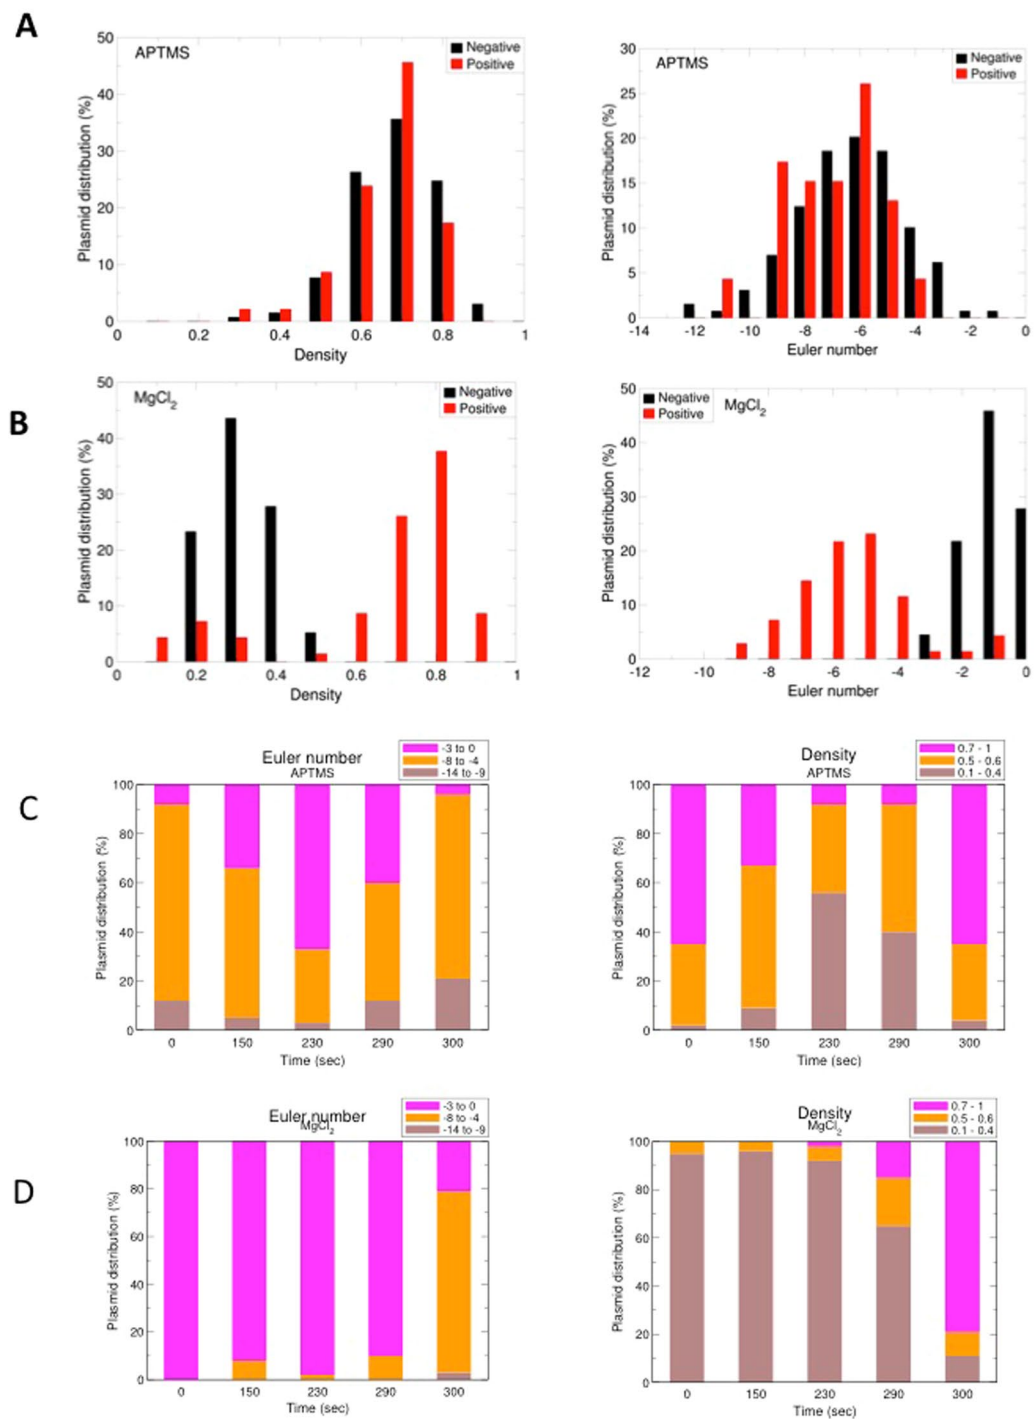 A
APTMS
Negative
Positive
Plasmid distribution (%)
50
40
30
20
10
0
0
0.2
0.4
0.6
0.8
1
Density
APTMS
Negative
Positive
Plasmid distribution (%)
30
25
20
15
10
5
0
-14
-12
-10
-8
-6
-4
-2
0
Euler number
B
MgCl2
Negative
Positive
Plasmid distribution (%)
50
40
30
20
10
0
0
0.2
0.4
0.6
0.8
1
Density
Negative
Positive
MgCl2
Plasmid distribution (%)
50
40
30
20
10
0
-12
-10
-8
-6
-4
-2
0
Euler number
C
Euler number
APTMS
-3 to 0
-8 to -4
-14 to -9
Plasmid distribution (%)
100
80
60
40
20
0
0
150
230
290
300
Time (sec)
Density
APTMS
0.7 - 1
0.5 - 0.6
0.1 - 0.4
Plasmid distribution (%)
100
80
60
40
20
0
0
150
230
290
300
Time (sec)
D
Euler number
MgCl2
-3 to 0
-8 to -4
-14 to -9
Plasmid distribution (%)
100
80
60
40
20
0
0
150
230
290
300
Time (sec)
Density
MgCl2
0.7 - 1
0.5 - 0.6
0.1 - 0.4
Plasmid distribution (%)
100
80
60
40
20
0
0
150
230
290
300
Time (sec)